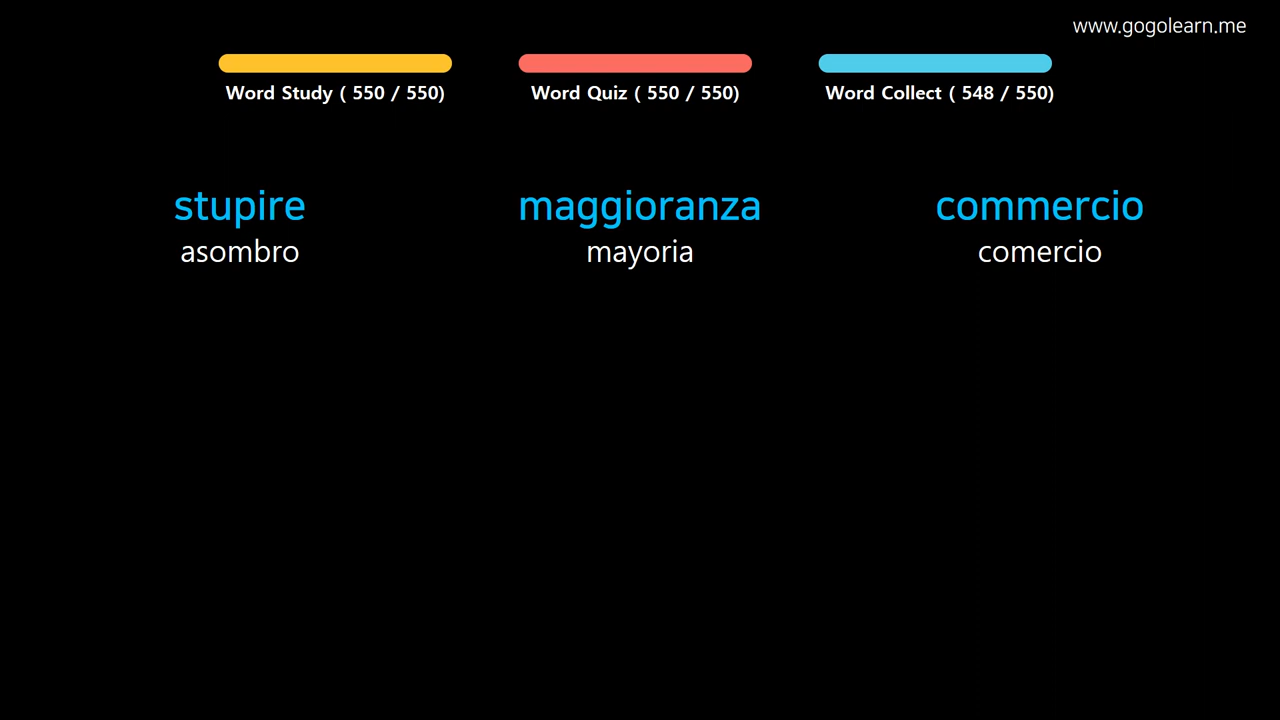 www.gogolearn.me
Word Study ( 550 / 550)
Word Quiz ( 550 / 550)
Word Collect ( 548 / 550)
stupire
asombro
maggioranza
mayoria
commercio
comercio